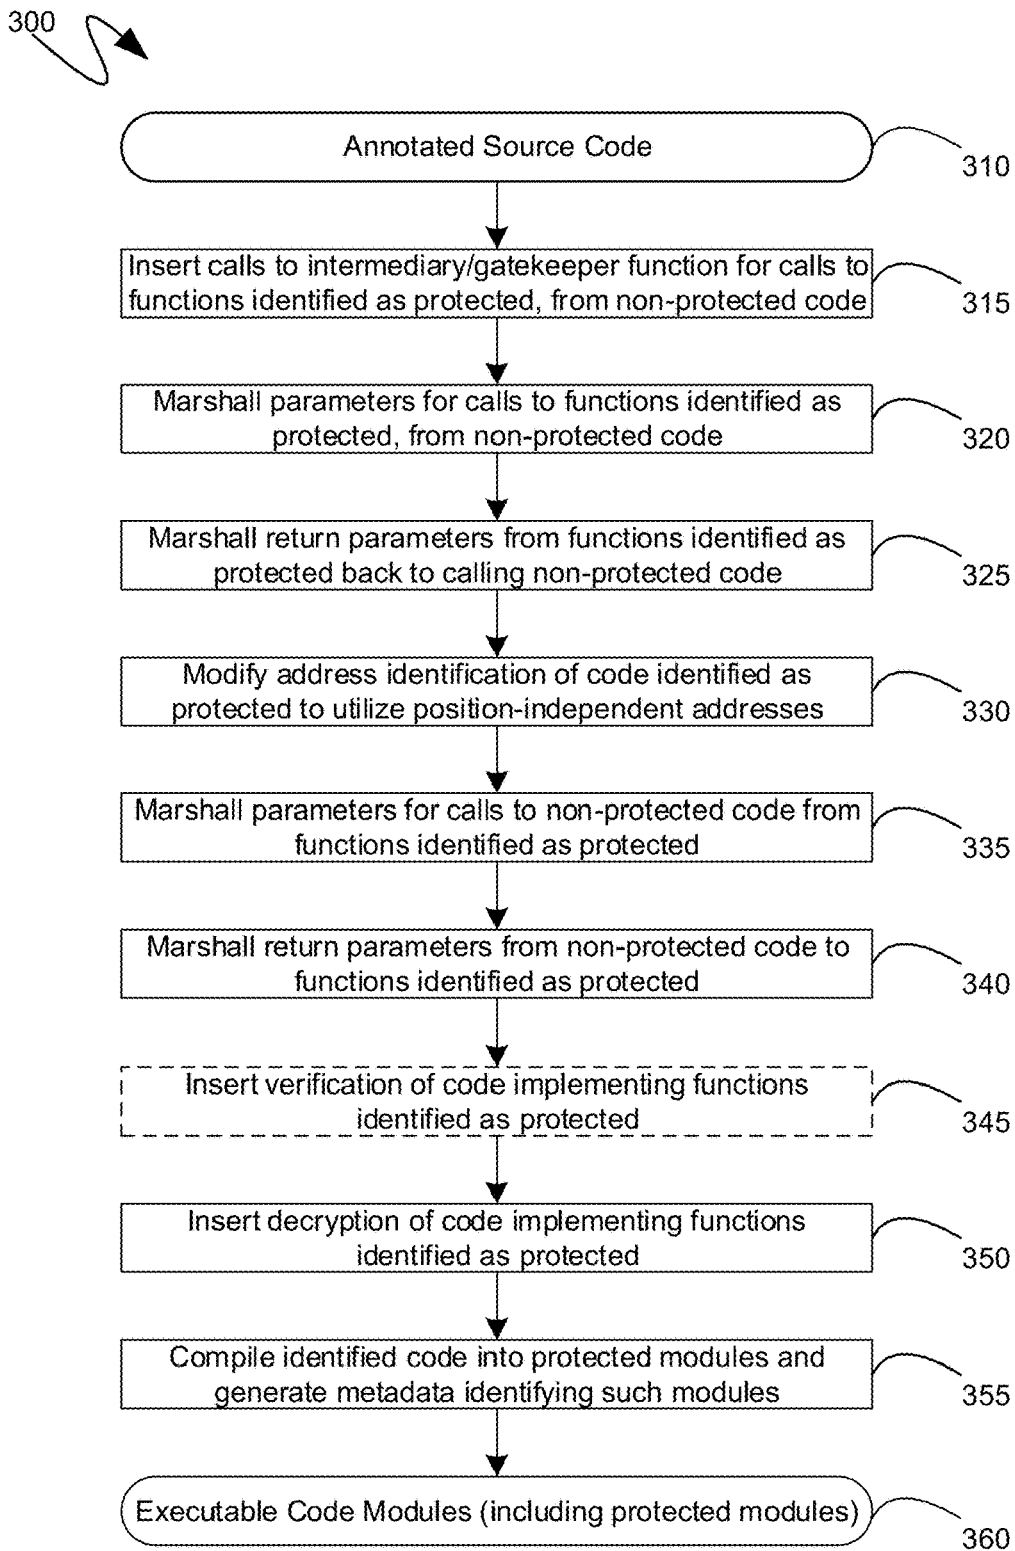 300
Annotated Source Code
310
Insert calls to intermediary/gatekeeper function for calls to
functions identified as protected, from non-protected code
315
Marshall parameters for calls to functions identified as
protected, from non-protected code
320
Marshall return parameters from functions identified as
protected back to calling non-protected code
325
Modify address identification of code identified as
protected to utilize position-independent addresses
330
Marshall parameters for calls to non-protected code from
functions identified as protected
335
Marshall return parameters from non-protected code to
functions identified as protected
340
Insert verification of code implementing functions
identified as protected
345
Insert decryption of code implementing functions
identified as protected
350
Compile identified code into protected modules and
generate metadata identifying such modules
355
Executable Code Modules (including protected modules)
360